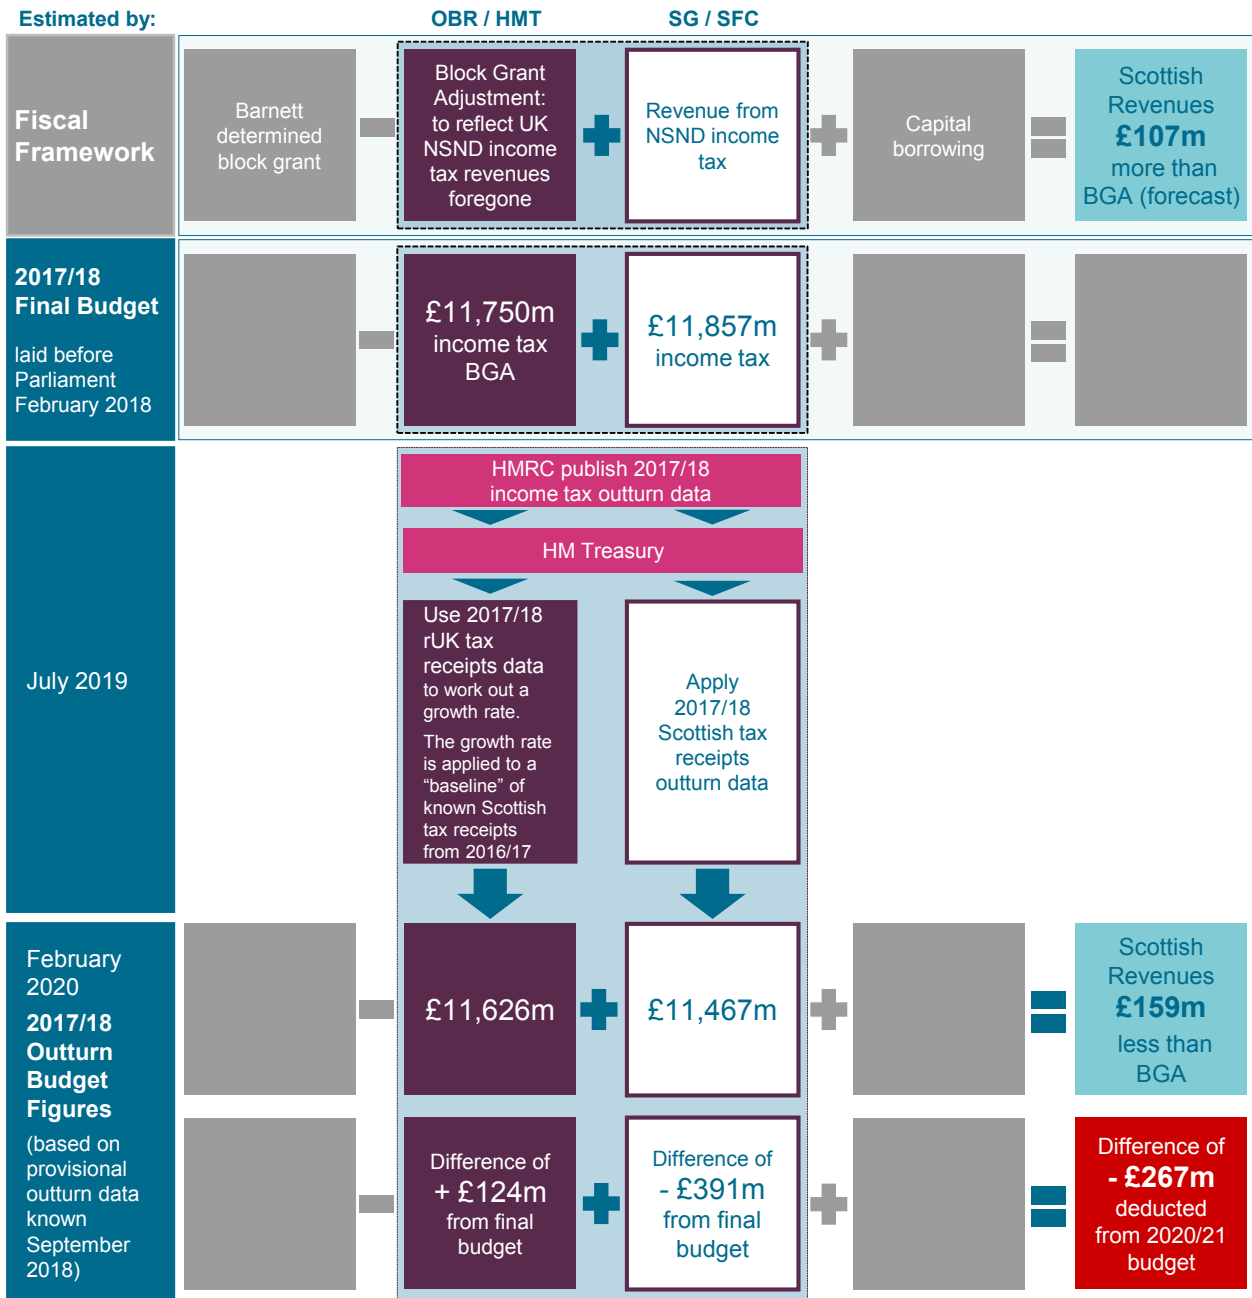 Estimated by:
OBR / HMT
SG / SFC
Fiscal
Framework
Barnett
determined
block grant
Block Grant
Adjustment:
to reflect UK
NSND income
tax revenues
foregone
Revenue from
NSND income
tax
Capital
borrowing
Scottish
Revenues
£107m
more than
BGA (forecast)
2017/18
Final Budget
laid before
Parliament
February 2018
£11,750m
income tax
BGA
£11,857m
income tax
July 2019
HMRC publish 2017/18
income tax outturn data
HM Treasury
Use 2017/18
rUK tax
receipts data
to work out a
growth rate.
The growth rate
is applied to a
“baseline” of
known Scottish
tax receipts
from 2016/17
Apply
2017/18
Scottish tax
receipts
outturn data
February
2020
2017/18
Outturn
Budget
Figures
(based on
provisional
outturn data
known
September
2018)
£11,626m
£11,467m
Scottish
Revenues
£159m
less than
BGA
Difference of
+ £124m
from final
budget
Difference of
- £391m
from final
budget
Difference of
- £267m
deducted
from 2020/21
budget